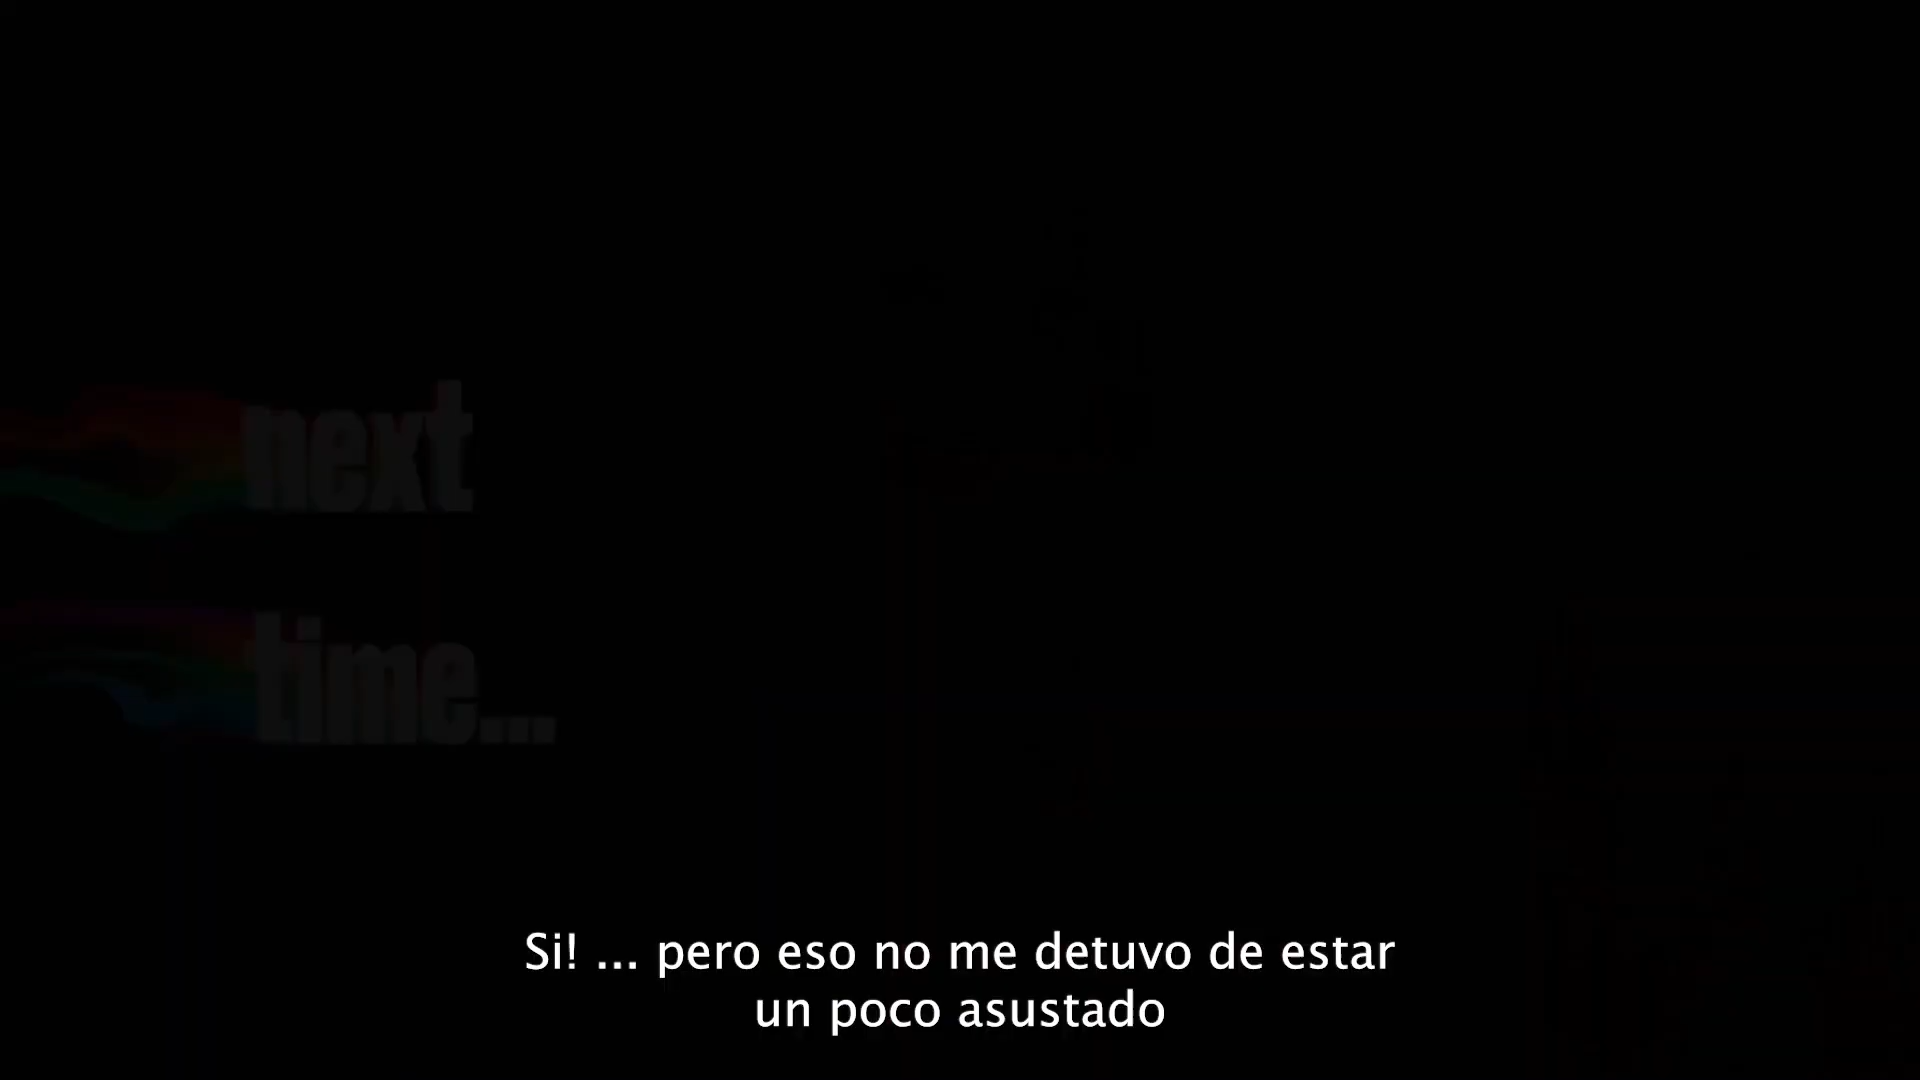 next
time...
Si! ... pero eso no me detuvo de estar
un poco asustado